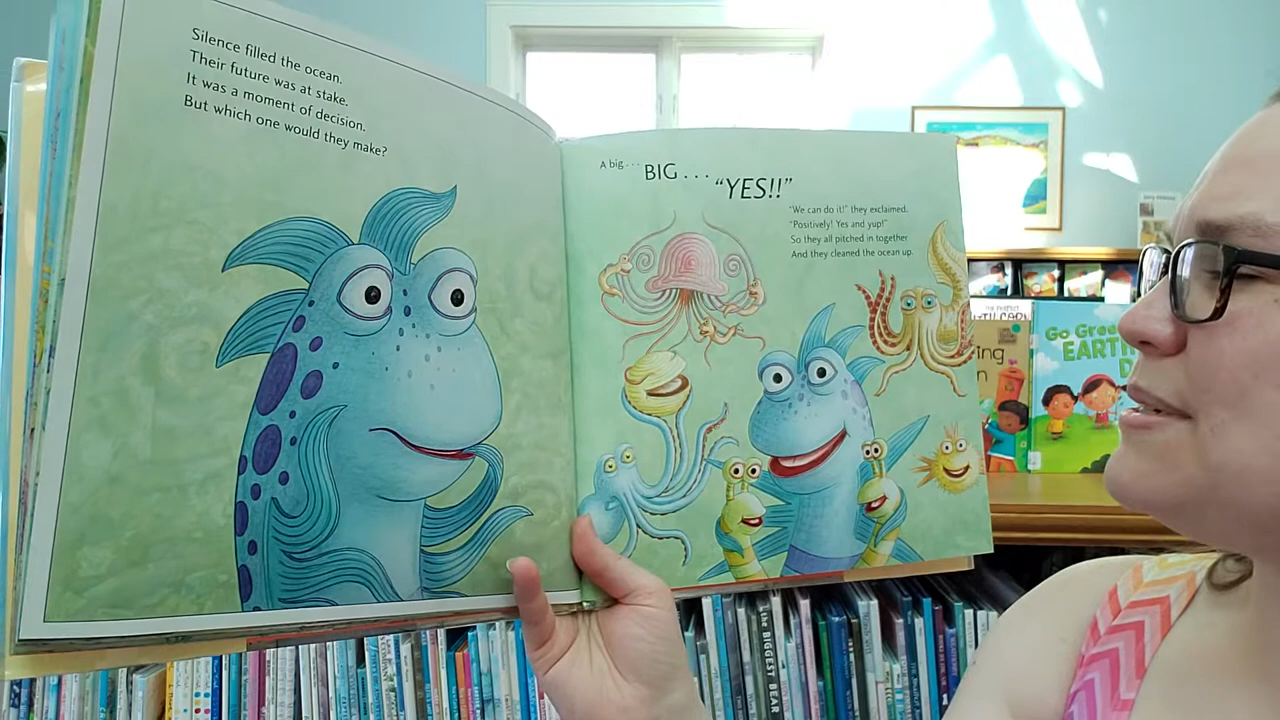 Silence filled the ocean.
Their future was at stake.
It was a moment of decision.
But which one would they make?
A big... BIG... "YES!!"
"We can do it!" they exclaimed.
"Positively! Yes and yup!"
So they all pitched in together
And they cleaned the ocean up.
Go Green
EARTH
D
ing
n
the BIGGEST BEAR